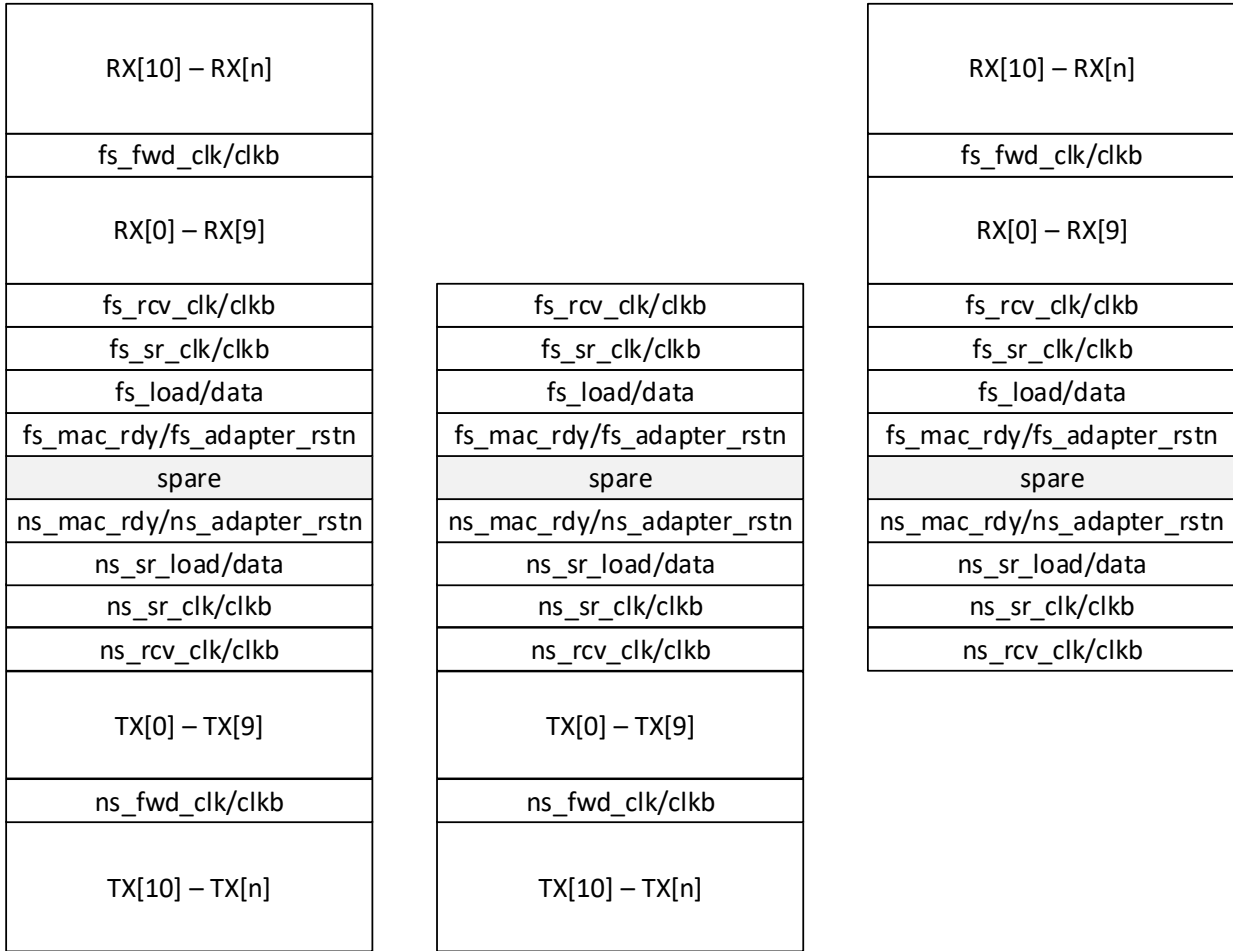 RX[10] – RX[n]
fs_fwd_clk/clkb
RX[0] – RX[9]
fs_rcv_clk/clkb
fs_sr_clk/clkb
fs_load/data
fs_mac_rdy/fs_adapter_rstn
spare
ns_mac_rdy/ns_adapter_rstn
ns_sr_load/data
ns_sr_clk/clkb
ns_rcv_clk/clkb
TX[0] – TX[9]
ns_fwd_clk/clkb
TX[10] – TX[n]
fs_rcv_clk/clkb
fs_sr_clk/clkb
fs_load/data
fs_mac_rdy/fs_adapter_rstn
spare
ns_mac_rdy/ns_adapter_rstn
ns_sr_load/data
ns_sr_clk/clkb
ns_rcv_clk/clkb
TX[0] – TX[9]
ns_fwd_clk/clkb
TX[10] – TX[n]
RX[10] – RX[n]
fs_fwd_clk/clkb
RX[0] – RX[9]
fs_rcv_clk/clkb
fs_sr_clk/clkb
fs_load/data
fs_mac_rdy/fs_adapter_rstn
spare
ns_mac_rdy/ns_adapter_rstn
ns_sr_load/data
ns_sr_clk/clkb
ns_rcv_clk/clkb